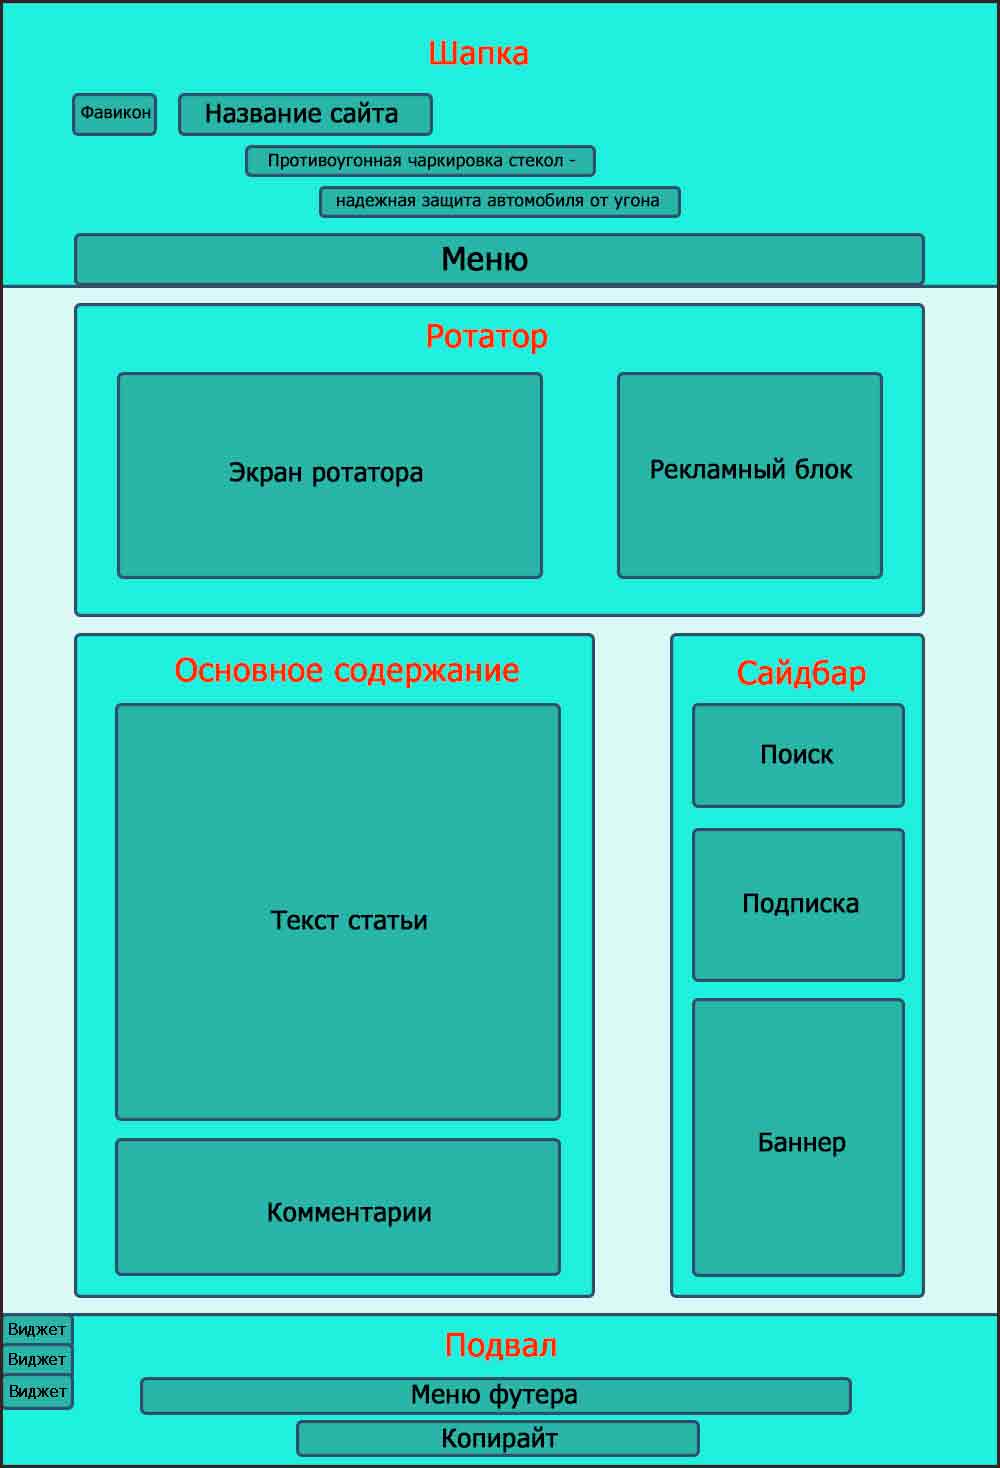 Шапка
Фавикон
Название сайта
Противоугонная чаркировка стекол -
надежная защита автомобиля от угона
Меню
Ротатор
Экран ротатора
Рекламный блок
Основное содержание
Текст статьи
Комментарии
Сайдбар
Поиск
Подписка
Баннер
Виджет
Виджет
Виджет
Подвал
Меню футера
Копирайт